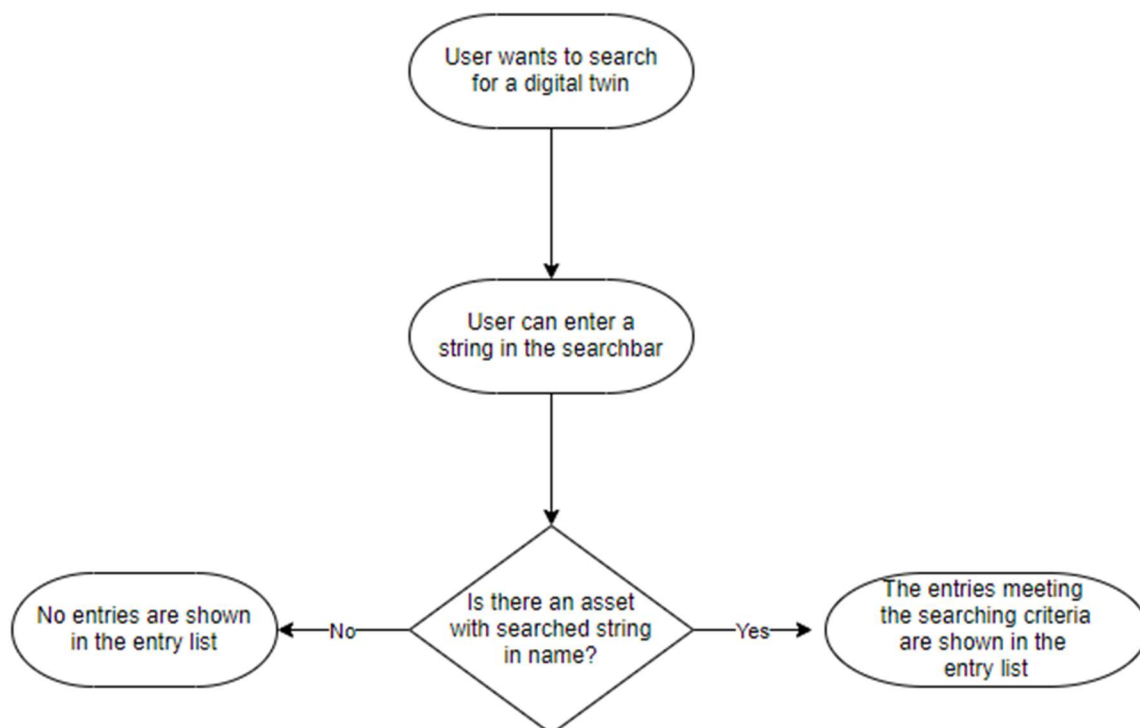 User wants to search
for a digital twin
User can enter a
string in the searchbar
Is there an asset
with searched string
in name?
No
Yes
No entries are shown
in the entry list
The entries meeting
the searching criteria
are shown in the
entry list